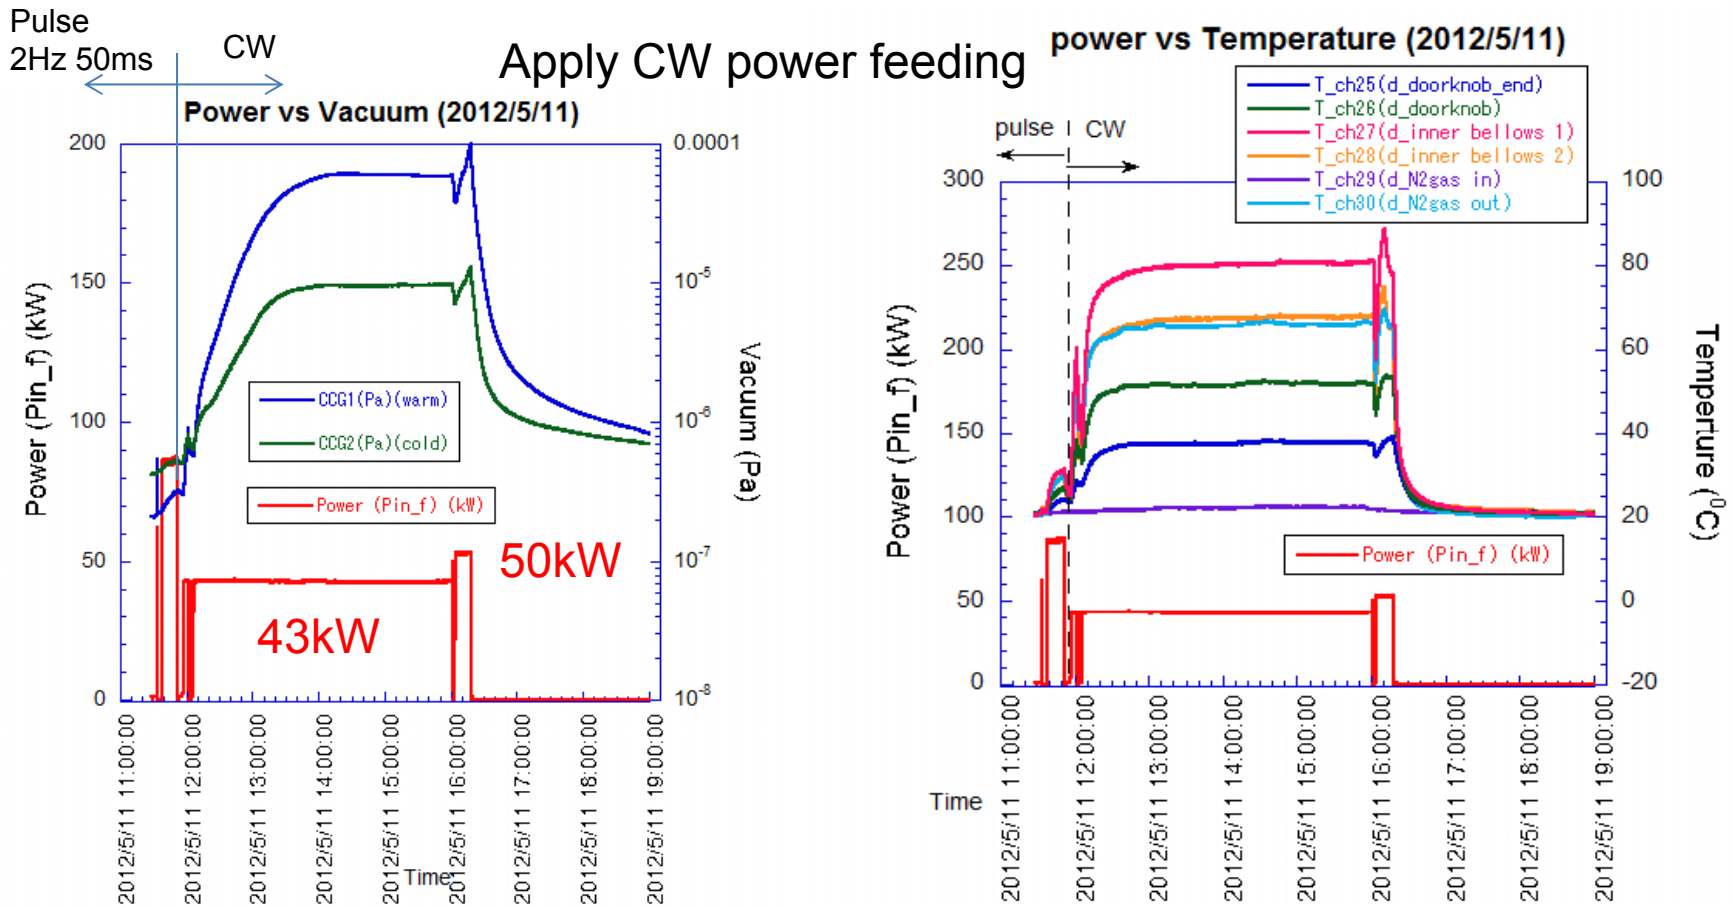 Pulse
2Hz 50ms
CW
Apply CW power feeding
Power vs Vacuum (2012/5/11)
200
150
100
50
0
Power (Pin_f) (kW)
0.0001
10-5
10-6
10-7
10-8
Vacuum (Pa)
CCG1(Pa)(warm)
CCG2(Pa)(cold)
Power (Pin_f) (kW)
43kW
50kW
2012/5/11 11:00:00
2012/5/11 12:00:00
2012/5/11 13:00:00
2012/5/11 14:00:00
2012/5/11 15:00:00
2012/5/11 16:00:00
2012/5/11 17:00:00
2012/5/11 18:00:00
2012/5/11 19:00:00
Time
power vs Temperature (2012/5/11)
T_ch25(d_doorknob_end)
T_ch26(d_doorknob)
T_ch27(d_inner bellows 1)
T_ch28(d_inner bellows 2)
T_ch29(d_N2gas in)
T_ch30(d_N2gas out)
pulse
CW
300
250
200
150
100
50
0
Power (Pin_f) (kW)
100
80
60
40
20
0
-20
Temperture (0C)
Power (Pin_f) (kW)
2012/5/11 11:00:00
2012/5/11 12:00:00
2012/5/11 13:00:00
2012/5/11 14:00:00
2012/5/11 15:00:00
2012/5/11 16:00:00
2012/5/11 17:00:00
2012/5/11 18:00:00
2012/5/11 19:00:00
Time